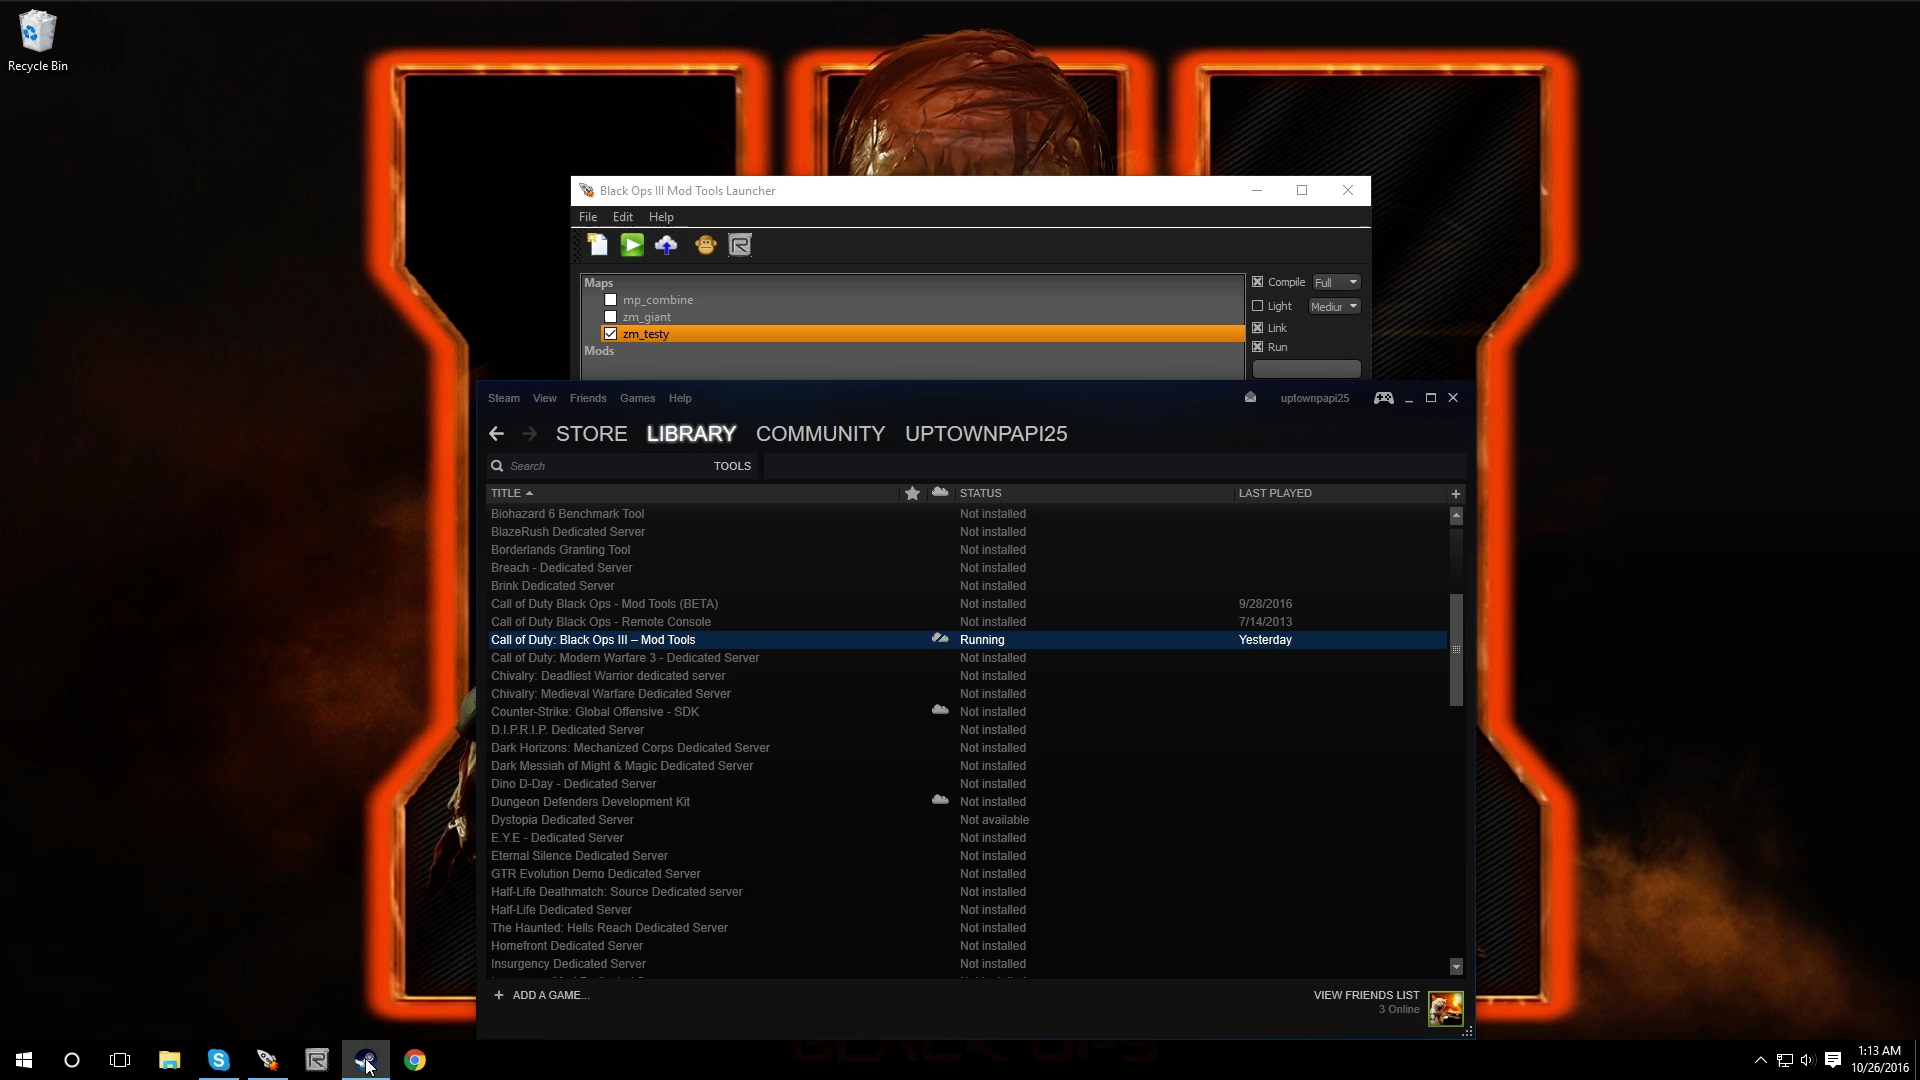 Recycle Bin
Black Ops III Mod Tools Launcher
File Edit Help
Maps
mp_combine
zm_giant
zm_testy
Mods
Compile Full
Light Mediur
Link
Run
Steam View Friends Games Help
uptownpapi25
STORE LIBRARY COMMUNITY UPTOWNPAPI25
Search TOOLS
TITLE STATUS LAST PLAYED
Biohazard 6 Benchmark Tool Not installed
BlazeRush Dedicated Server Not installed
Borderlands Granting Tool Not installed
Breach - Dedicated Server Not installed
Brink Dedicated Server Not installed
Call of Duty Black Ops - Mod Tools (BETA) Not installed 9/28/2016
Call of Duty Black Ops - Remote Console Not installed 7/14/2013
Call of Duty: Black Ops III – Mod Tools Running Yesterday
Call of Duty: Modern Warfare 3 - Dedicated Server Not installed
Chivalry: Deadliest Warrior dedicated server Not installed
Chivalry: Medieval Warfare Dedicated Server Not installed
Counter-Strike: Global Offensive - SDK Not installed
D.I.P.R.I.P. Dedicated Server Not installed
Dark Horizons: Mechanized Corps Dedicated Server Not installed
Dark Messiah of Might & Magic Dedicated Server Not installed
Dino D-Day - Dedicated Server Not installed
Dungeon Defenders Development Kit Not installed
Dystopia Dedicated Server Not available
E.Y.E - Dedicated Server Not installed
Eternal Silence Dedicated Server Not installed
GTR Evolution Demo Dedicated Server Not installed
Half-Life Deathmatch: Source Dedicated server Not installed
Half-Life Dedicated Server Not installed
The Haunted: Hells Reach Dedicated Server Not installed
Homefront Dedicated Server Not installed
Insurgency Dedicated Server Not installed
+ ADD A GAME...
VIEW FRIENDS LIST
3 Online
1:13 AM
10/26/2016